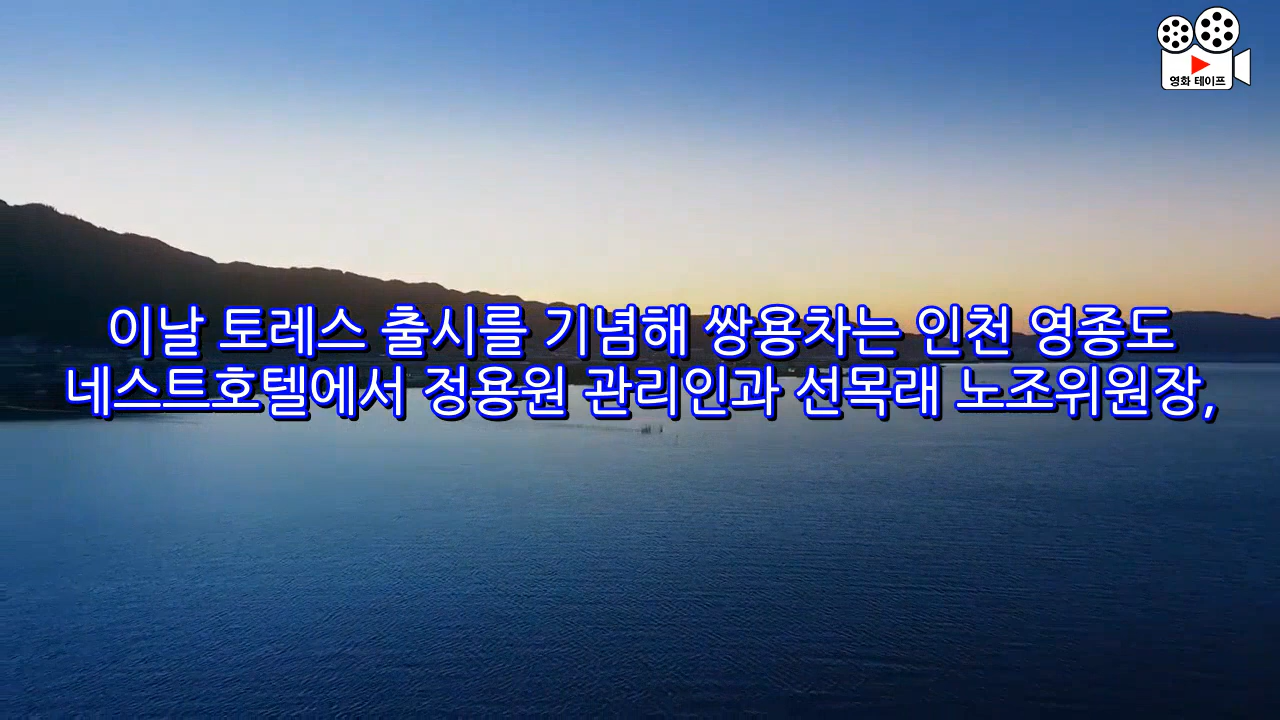 영화 테이프
이날 토레스 출시를 기념해 쌍용차는 인천 영종도
네스트호텔에서 정용원 관리인과 선목래 노조위원장,